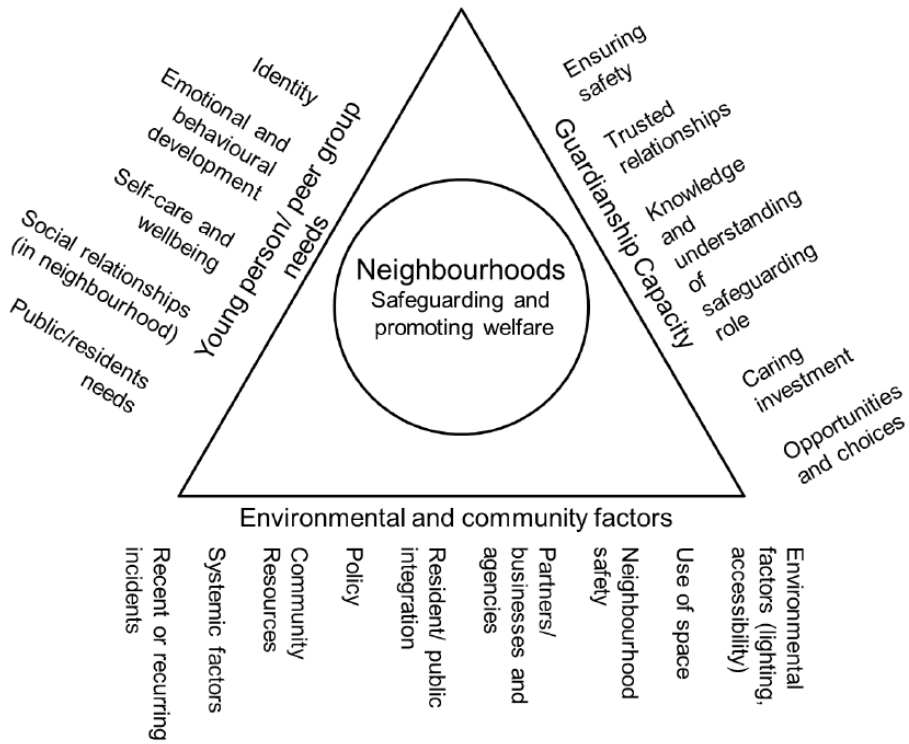 Identity
Emotional and
behavioural
development
Self-care and
wellbeing
Social relationships
(in neighbourhood)
Public/residents
needs
Young person/ peer group
needs
Neighbourhoods
Safeguarding and
promoting welfare
Guardianship Capacity
Ensuring
safety
Trusted
relationships
Knowledge
and
understanding
of
safeguarding
role
Caring
investment
Opportunities
and choices
Environmental and community factors
Recent or recurring
incidents
Systemic factors
Community
Resources
Policy
Resident/ public
integration
Partners/
businesses and
agencies
Neighbourhood
safety
Use of space
Environmental
factors (lighting,
accessibility)